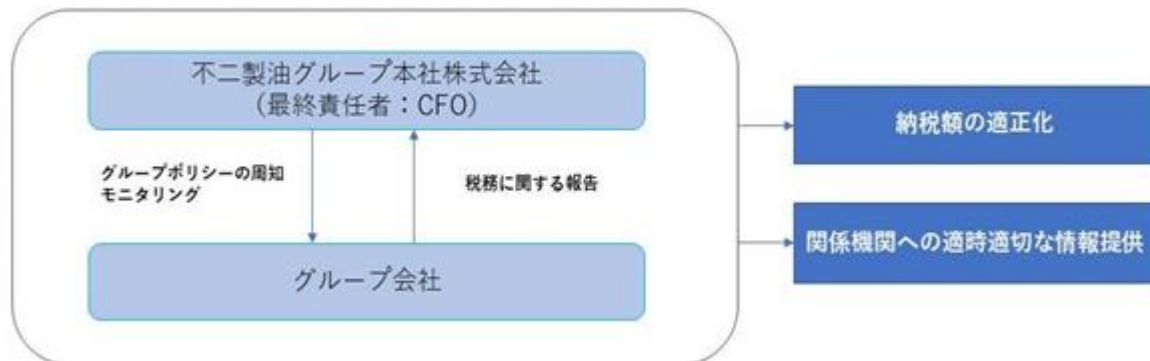 不二製油グループ本社株式会社
（最終責任者：CFO）
グループポリシーの周知
モニタリング
税務に関する報告
グループ会社
納税額の適正化
関係機関への適時適切な情報提供